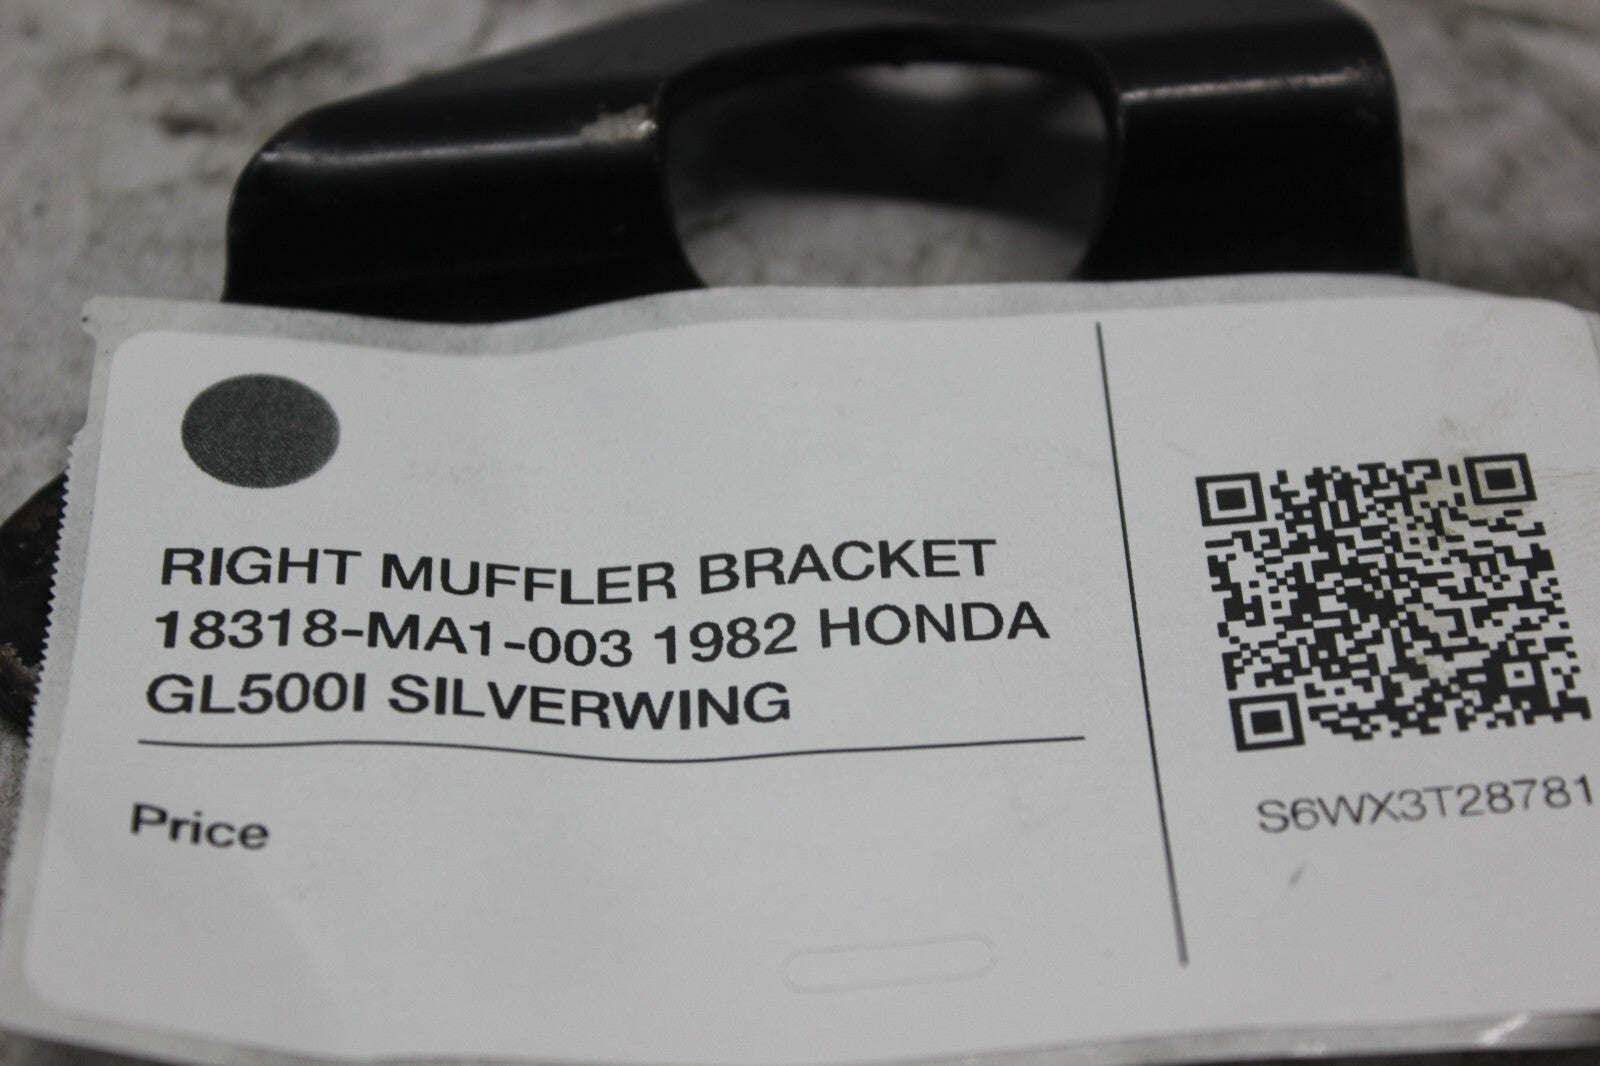 RIGHT MUFFLER BRACKET
18318-MA1-003 1982 HONDA
GL500I SILVERWING
Price
S6WX3T28781